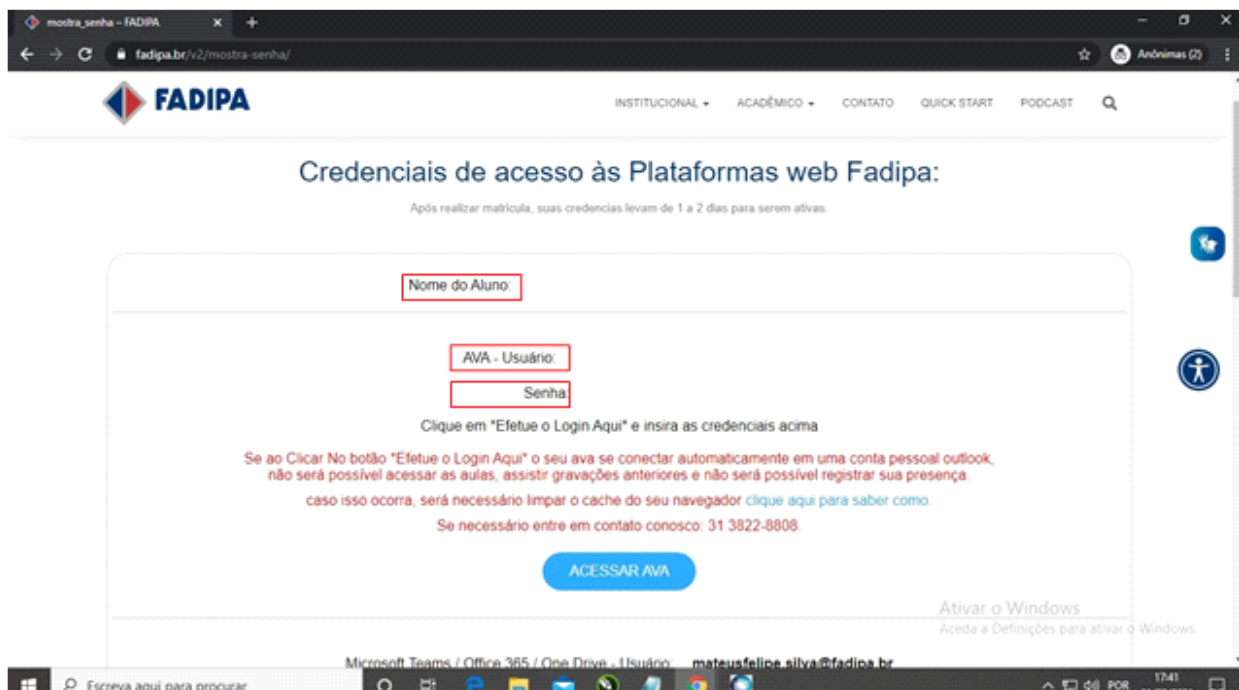 mostra_senha – FADIPA
fadipa.br/v2/mostra-senha/
Anónimas (2)
FADIPA
INSTITUCIONAL
ACADÊMICO
CONTATO
QUICK START
PODCAST
Credenciais de acesso às Plataformas web Fadipa:
Após realizar matricula, suas credencias levam de 1 a 2 dias para serem ativas.
Nome do Aluno:
AVA - Usuário:
Senha:
Clique em "Efetue o Login Aqui" e insira as credenciais acima
Se ao Clicar No botão "Efetue o Login Aqui" o seu ava se conectar automaticamente em uma conta pessoal outlook,
não será possível acessar as aulas, assistir gravações anteriores e não será possível registrar sua presença.
caso isso ocorra, será necessário limpar o cache do seu navegador clique aqui para saber como.
Se necessário entre em contato conosco: 31 3822-8808.
ACESSAR AVA
Ativar o Windows
Aceda a Definições para ativar o Windows.
Microsoft Teams / Office 365 / One Drive - Usuário: mateusfelipe.silva@fadipa.br
Escreva aqui para procurar
POR
17:41